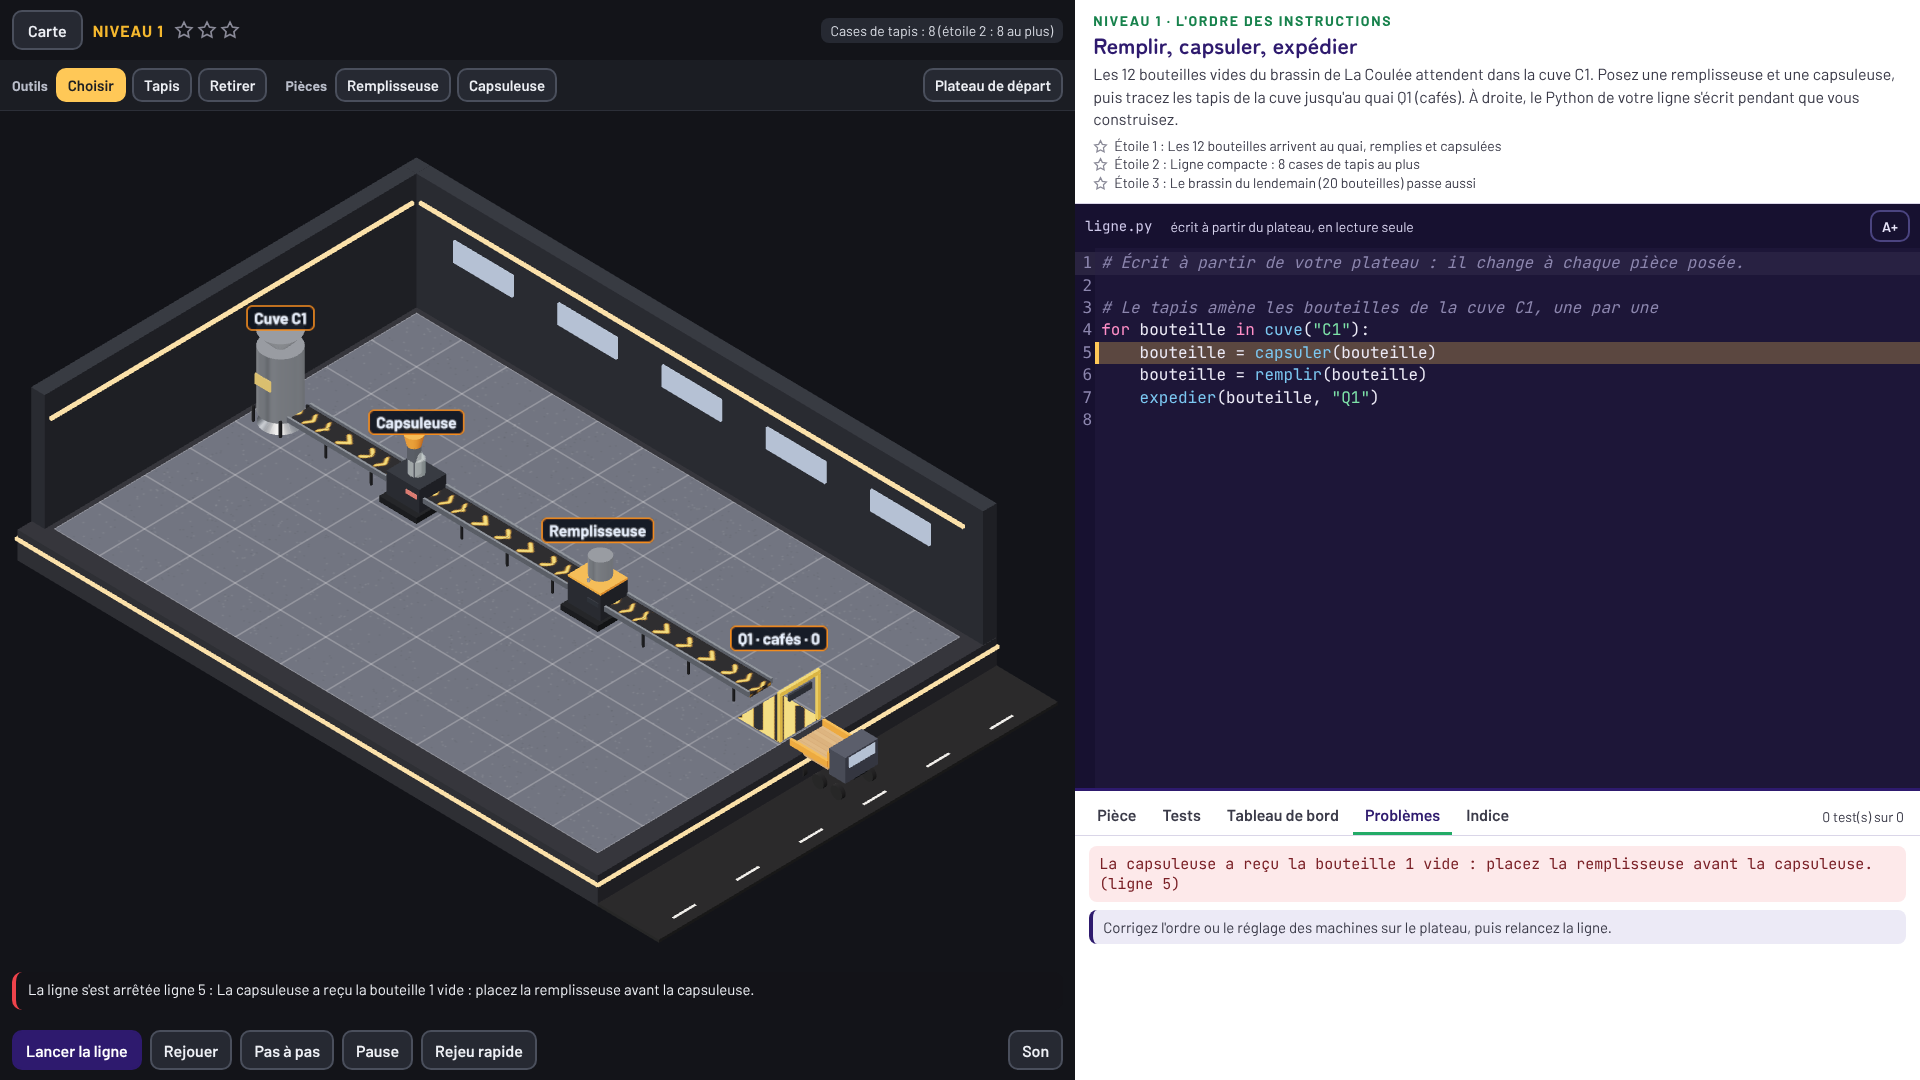 Carte
NIVEAU 1
Cases de tapis : 8 (étoile 2 : 8 au plus)
Outils
Choisir
Tapis
Retirer
Pièces
Remplisseuse
Capsuleuse
Plateau de départ
Cuve C1
Capsuleuse
Remplisseuse
Q1 · cafés · 0
La ligne s'est arrêtée ligne 5 : La capsuleuse a reçu la bouteille 1 vide : placez la remplisseuse avant la capsuleuse.
Lancer la ligne
Rejouer
Pas à pas
Pause
Rejeu rapide
Son
NIVEAU 1 · L'ORDRE DES INSTRUCTIONS
Remplir, capsuler, expédier
Les 12 bouteilles vides du brassin de La Coulée attendent dans la cuve C1. Posez une remplisseuse et une capsuleuse,
puis tracez les tapis de la cuve jusqu'au quai Q1 (cafés). À droite, le Python de votre ligne s'écrit pendant que vous
construisez.
Étoile 1 : Les 12 bouteilles arrivent au quai, remplies et capsulées
Étoile 2 : Ligne compacte : 8 cases de tapis au plus
Étoile 3 : Le brassin du lendemain (20 bouteilles) passe aussi
ligne.py
écrit à partir du plateau, en lecture seule
A+
1 # Écrit à partir de votre plateau : il change à chaque pièce posée.
2
3 # Le tapis amène les bouteilles de la cuve C1, une par une
4 for bouteille in cuve("C1"):
5     bouteille = capsuler(bouteille)
6     bouteille = remplir(bouteille)
7     expedier(bouteille, "Q1")
8
Pièce
Tests
Tableau de bord
Problèmes
Indice
0 test(s) sur 0
La capsuleuse a reçu la bouteille 1 vide : placez la remplisseuse avant la capsuleuse.
(ligne 5)
Corrigez l'ordre ou le réglage des machines sur le plateau, puis relancez la ligne.